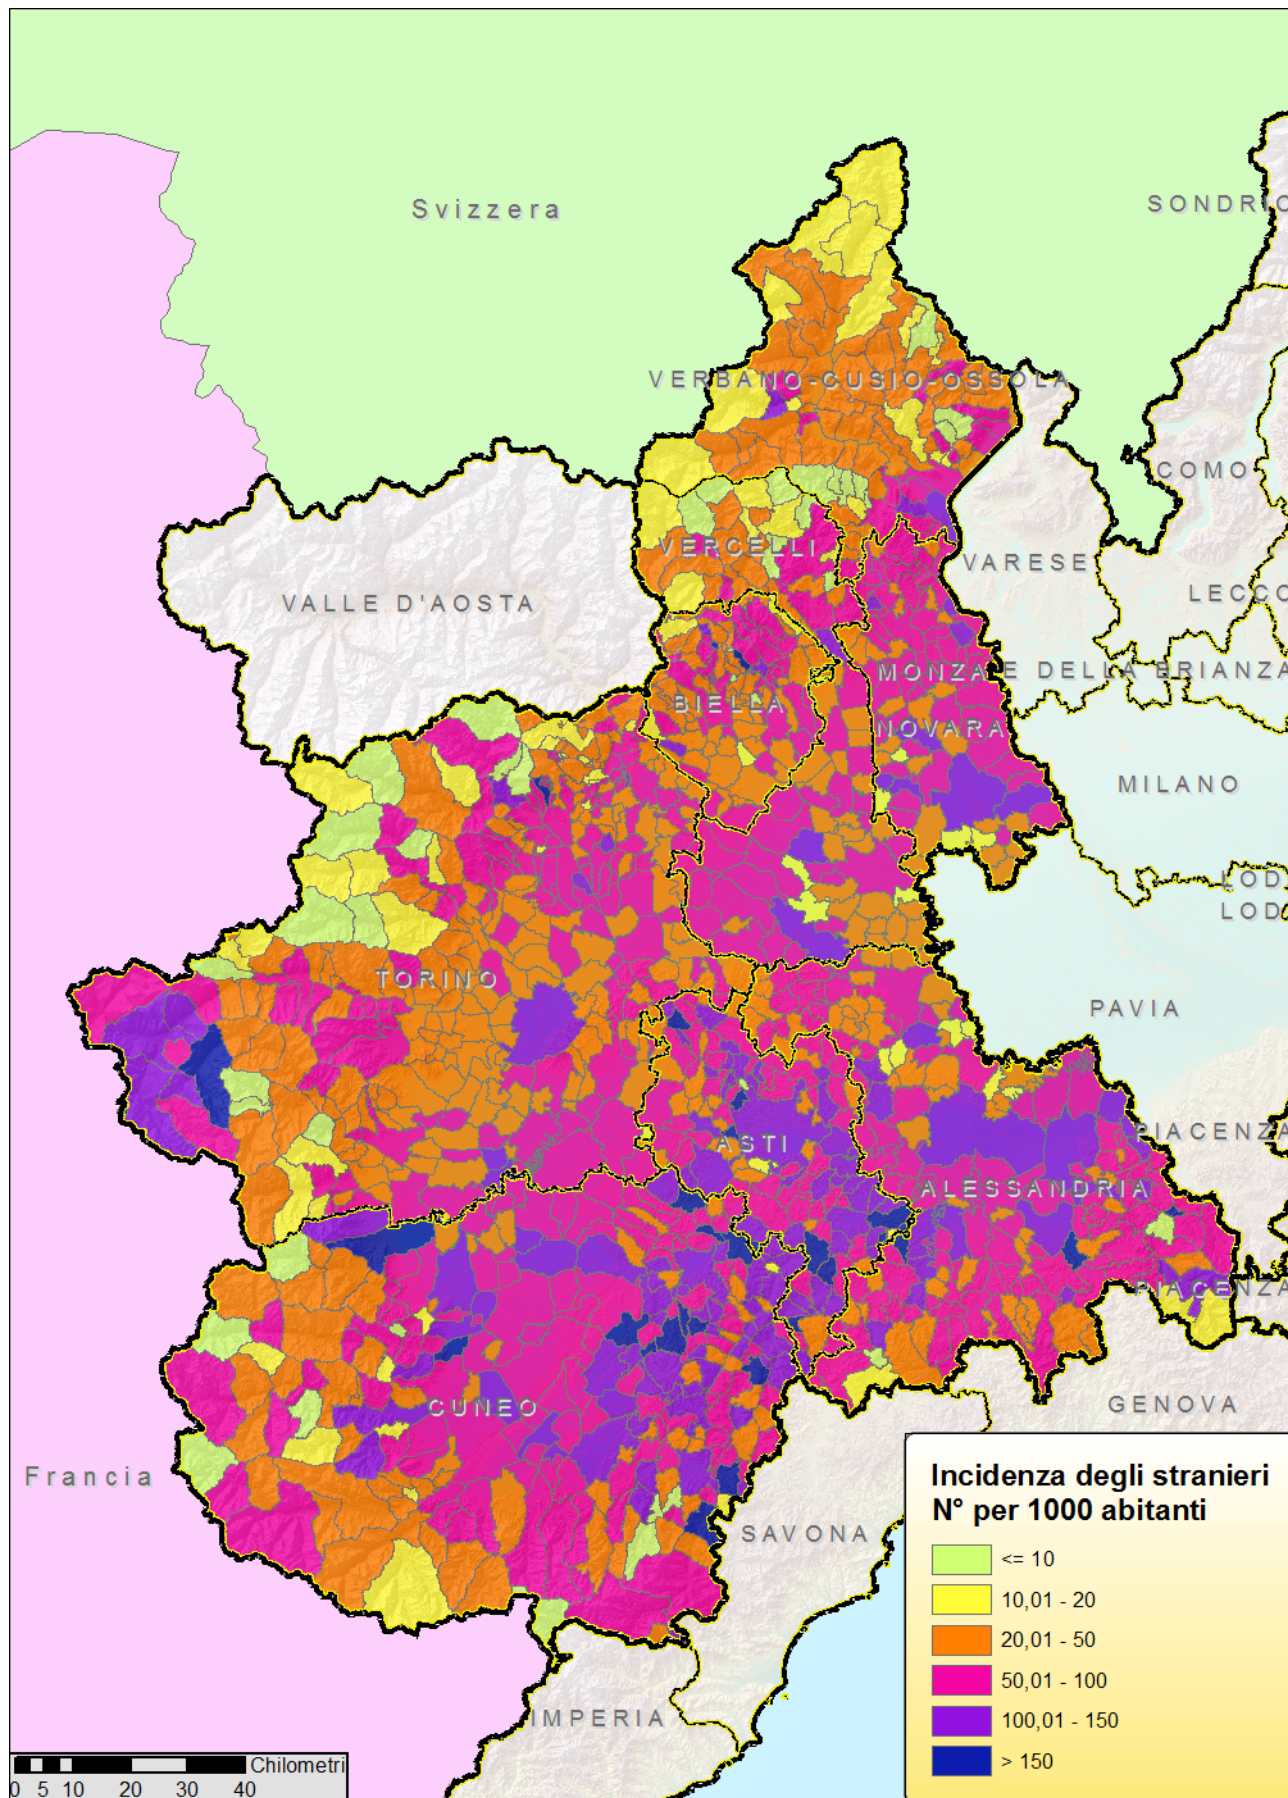 Svizzera
SONDRIO
VERBANO-CUSIO-OSSOLA
COMO
VERCELLI
VARESE
LECCO
VALLE D'AOSTA
MONZA E DELLA BRIANZA
BIELLA
NOVARA
MILANO
LOD
LOD
TORINO
PAVIA
PIACENZA
ASTI
ALESSANDRIA
PIACENZA
CUNEO
GENOVA
Francia
SAVONA
IMPERIA
Incidenza degli stranieri
N° per 1000 abitanti
<= 10
10,01 - 20
20,01 - 50
50,01 - 100
100,01 - 150
> 150
Chilometri
0 5 10 20 30 40